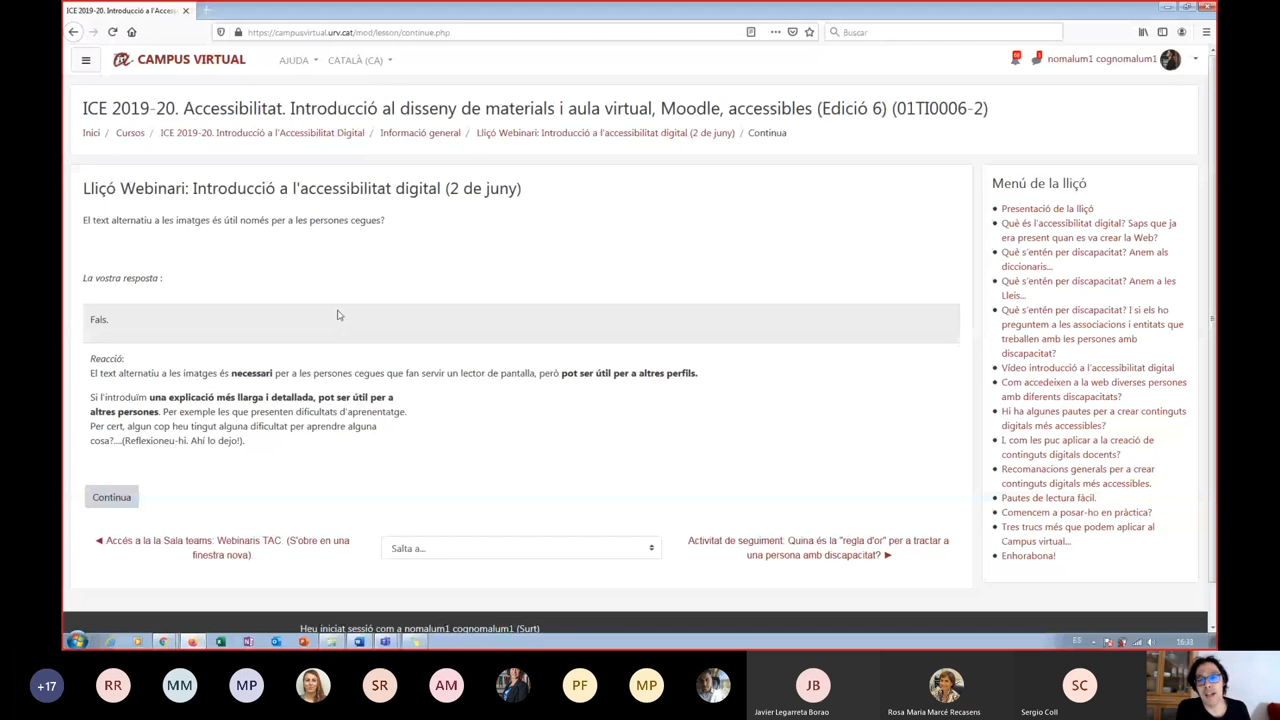 ICE 2019-20. Introducció a l'Acces
https://campusvirtual.urv.cat/mod/lesson/continue.php
Buscar
CAMPUS VIRTUAL
AJUDA
CATALÀ (CA)
nomalum1 cognomalum1
ICE 2019-20. Accessibilitat. Introducció al disseny de materials i aula virtual, Moodle, accessibles (Edició 6) (01TI0006-2)
Inici / Cursos / ICE 2019-20. Introducció a l'Accessibilitat Digital / Informació general / Lliçó Webinari: Introducció a l'accessibilitat digital (2 de juny) / Continua
Lliçó Webinari: Introducció a l'accessibilitat digital (2 de juny)
El text alternatiu a les imatges és útil només per a les persones cegues?
La vostra resposta :
Fals.
Reacció:
El text alternatiu a les imatges és necessari per a les persones cegues que fan servir un lector de pantalla, però pot ser útil per a altres perfils.
Si l'introduïm una explicació més llarga i detallada, pot ser útil per a
altres persones. Per exemple les que presenten dificultats d'aprenentatge.
Per cert, algun cop heu tingut alguna dificultat per aprendre alguna
cosa?....(Reflexioneu-hi. Ahí lo dejo!).
Continua
◄ Accés a la la Sala teams: Webinaris TAC. (S'obre en una
finestra nova).
Salta a...
Activitat de seguiment: Quina és la "regla d'or" per a tractar a
una persona amb discapacitat? ►
Menú de la lliçó
Presentació de la lliçó
Què és l'accessibilitat digital? Saps que ja
era present quan es va crear la Web?
Què s'entén per discapacitat? Anem als
diccionaris...
Què s'entén per discapacitat? Anem a les
Lleis...
Què s'entén per discapacitat? I si els ho
preguntem a les associacions i entitats que
treballen amb les persones amb
discapacitat?
Vídeo introducció a l'accessibilitat digital
Com accedeixen a la web diverses persones
amb diferents discapacitats?
Hi ha algunes pautes per a crear continguts
digitals més accessibles?
I, com les puc aplicar a la creació de
continguts digitals docents?
Recomanacions generals per a crear
continguts digitals més accessibles.
Pautes de lectura fàcil.
Comencem a posar-ho en pràctica?
Tres trucs més que podem aplicar al
Campus virtual...
Enhorabona!
Heu iniciat sessió com a nomalum1 cognomalum1 (Surt)
ES
16:33
+17
RR
MM
MP
SR
AM
PF
MP
JB
SC
Javier Legarreta Borao
Rosa Maria Marcé Recasens
Sergio Coll